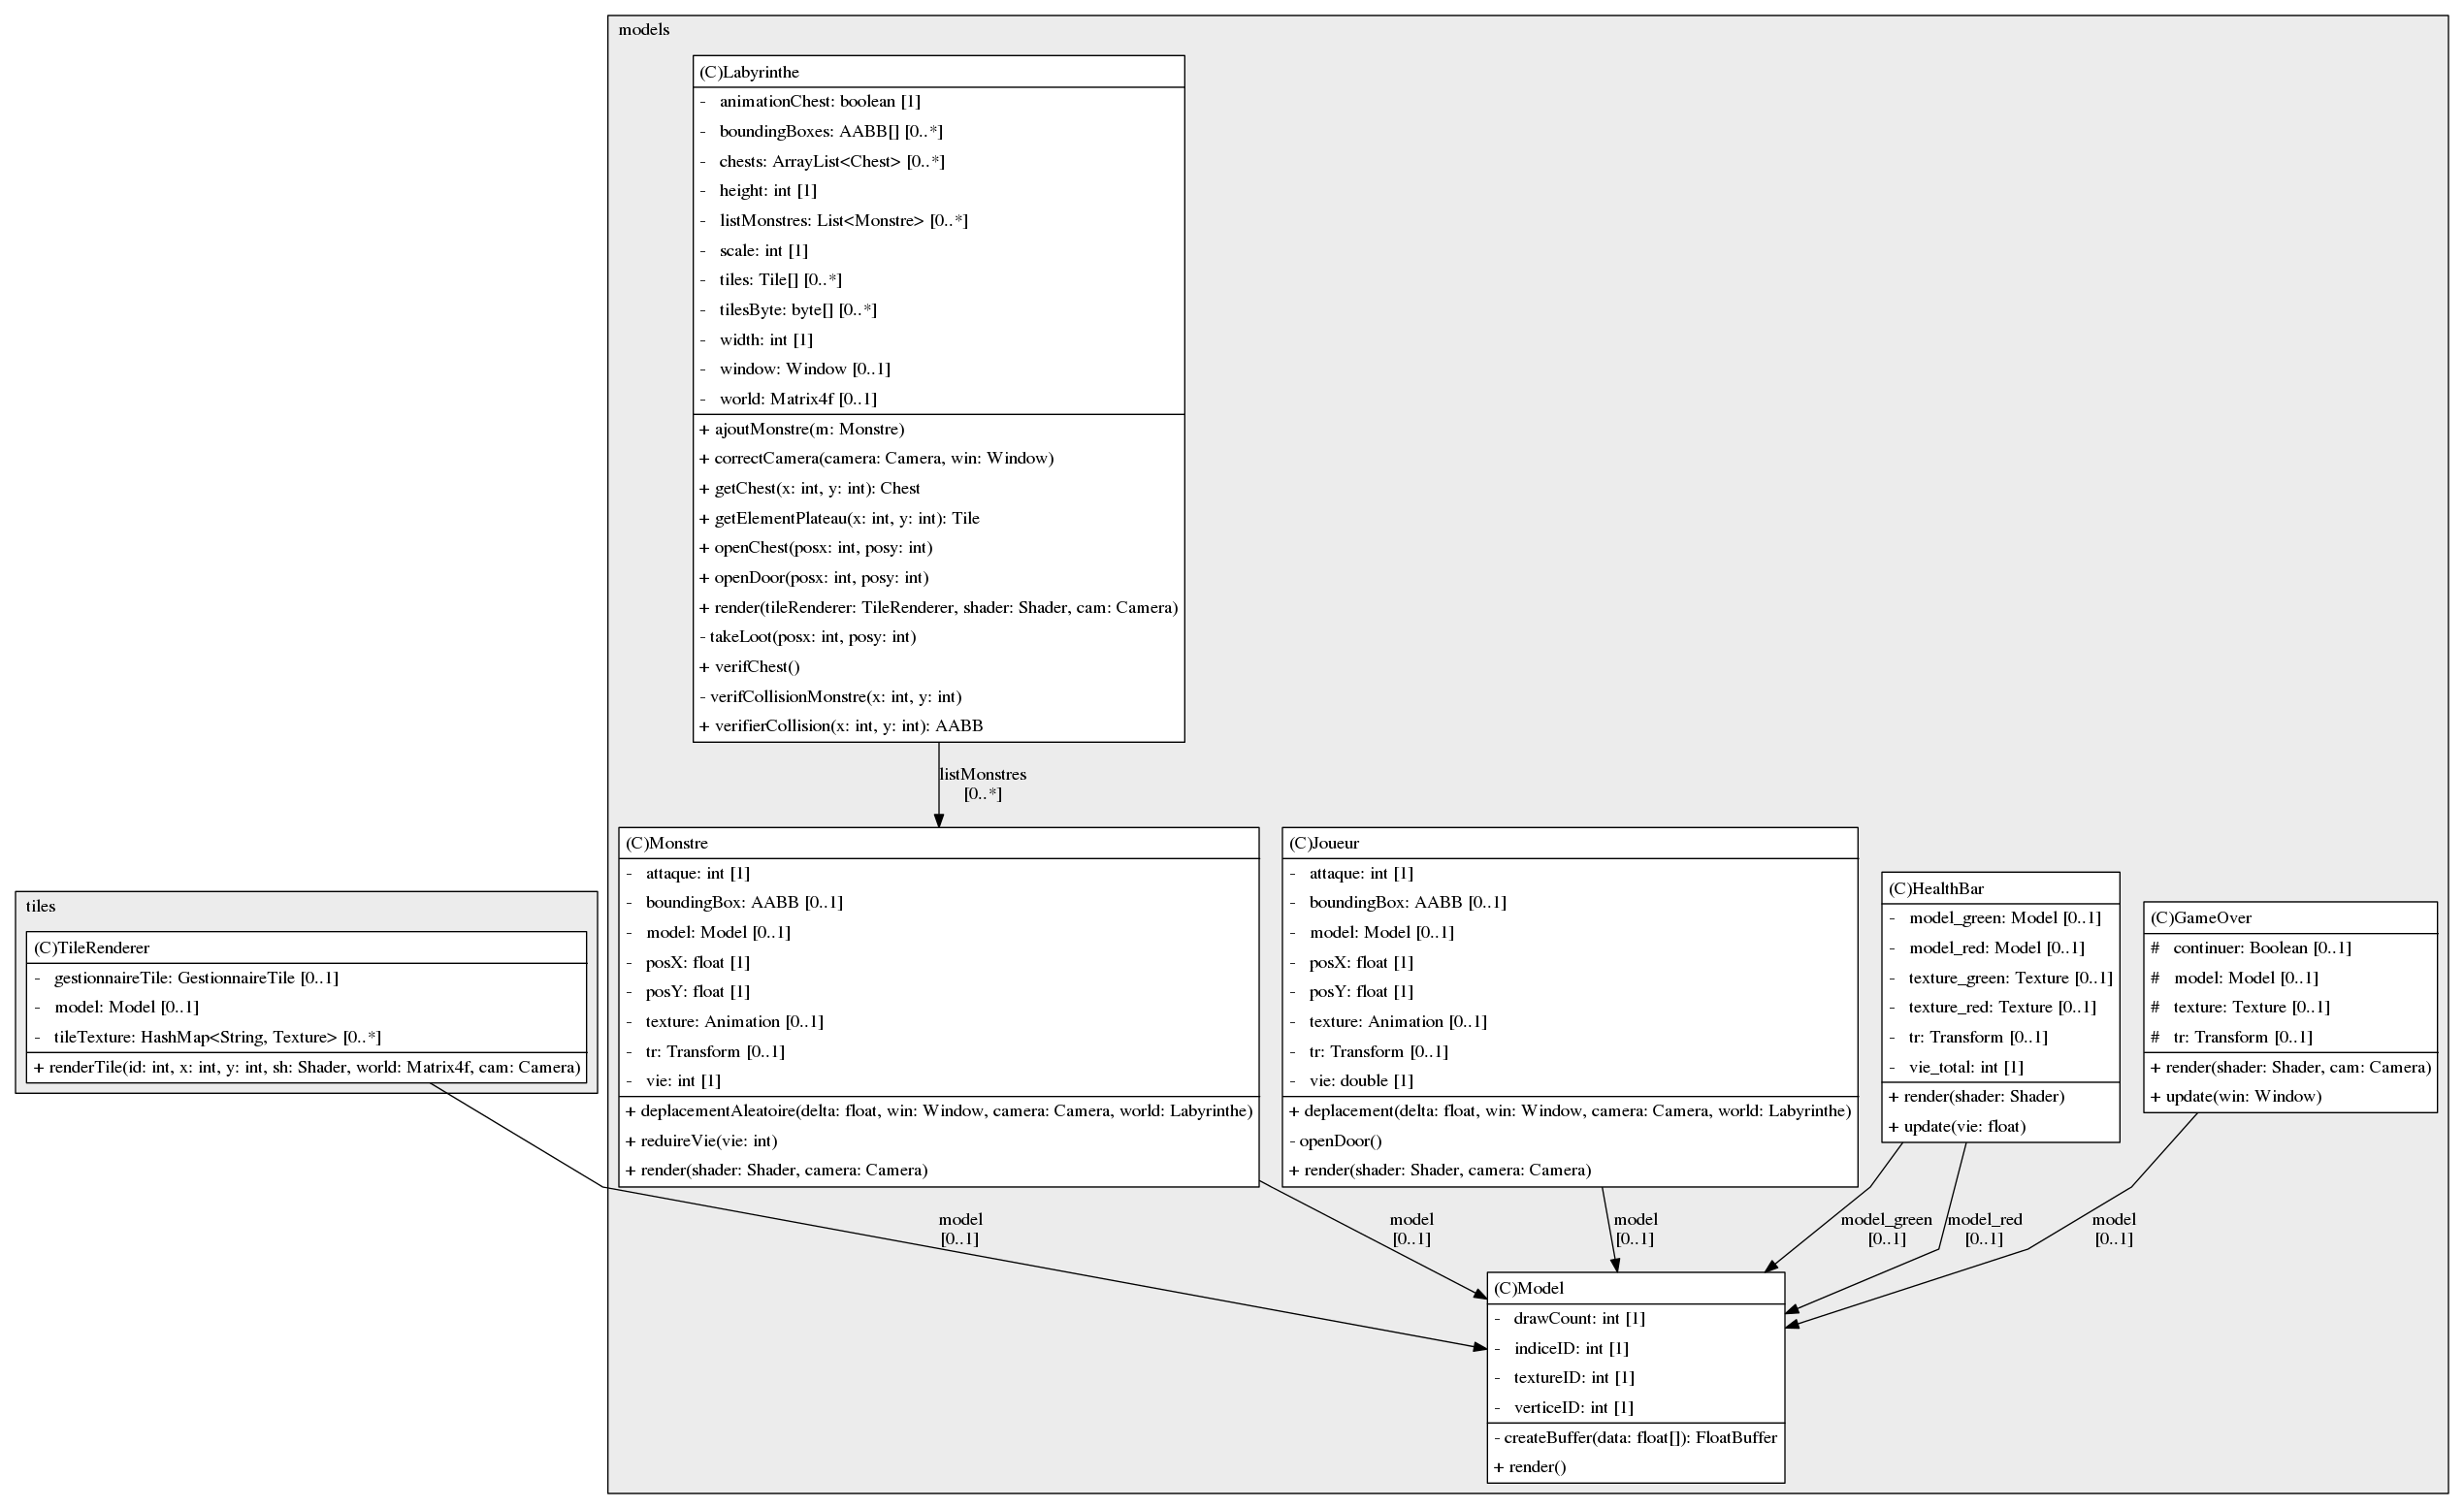 models
(C)Labyrinthe
- animationChest: boolean [1]
- boundingBoxes: AABB[] [0..*]
- chests: ArrayList<Chest> [0..*]
- height: int [1]
- listMonstres: List<Monstre> [0..*]
- scale: int [1]
- tiles: Tile[] [0..*]
- tilesByte: byte[] [0..*]
- width: int [1]
- window: Window [0..1]
- world: Matrix4f [0..1]
+ ajoutMonstre(m: Monstre)
+ correctCamera(camera: Camera, win: Window)
+ getChest(x: int, y: int): Chest
+ getElementPlateau(x: int, y: int): Tile
+ openChest(posx: int, posy: int)
+ openDoor(posx: int, posy: int)
+ render(tileRenderer: TileRenderer, shader: Shader, cam: Camera)
- takeLoot(posx: int, posy: int)
+ verifChest()
- verifCollisionMonstre(x: int, y: int)
+ verifierCollision(x: int, y: int): AABB
listMonstres
[0..*]
tiles
(C)TileRenderer
- gestionnaireTile: GestionnaireTile [0..1]
- model: Model [0..1]
- tileTexture: HashMap<String, Texture> [0..*]
+ renderTile(id: int, x: int, y: int, sh: Shader, world: Matrix4f, cam: Camera)
(C)Monstre
- attaque: int [1]
- boundingBox: AABB [0..1]
- model: Model [0..1]
- posX: float [1]
- posY: float [1]
- texture: Animation [0..1]
- tr: Transform [0..1]
- vie: int [1]
+ deplacementAleatoire(delta: float, win: Window, camera: Camera, world: Labyrinthe)
+ reduireVie(vie: int)
+ render(shader: Shader, camera: Camera)
(C)Joueur
- attaque: int [1]
- boundingBox: AABB [0..1]
- model: Model [0..1]
- posX: float [1]
- posY: float [1]
- texture: Animation [0..1]
- tr: Transform [0..1]
- vie: double [1]
+ deplacement(delta: float, win: Window, camera: Camera, world: Labyrinthe)
- openDoor()
+ render(shader: Shader, camera: Camera)
(C)HealthBar
- model_green: Model [0..1]
- model_red: Model [0..1]
- texture_green: Texture [0..1]
- texture_red: Texture [0..1]
- tr: Transform [0..1]
- vie_total: int [1]
+ render(shader: Shader)
+ update(vie: float)
(C)GameOver
# continuer: Boolean [0..1]
# model: Model [0..1]
# texture: Texture [0..1]
# tr: Transform [0..1]
+ render(shader: Shader, cam: Camera)
+ update(win: Window)
model
[0..1]
model
[0..1]
model
[0..1]
model_green
[0..1]
model_red
[0..1]
model
[0..1]
(C)Model
- drawCount: int [1]
- indiceID: int [1]
- textureID: int [1]
- verticeID: int [1]
- createBuffer(data: float[]): FloatBuffer
+ render()